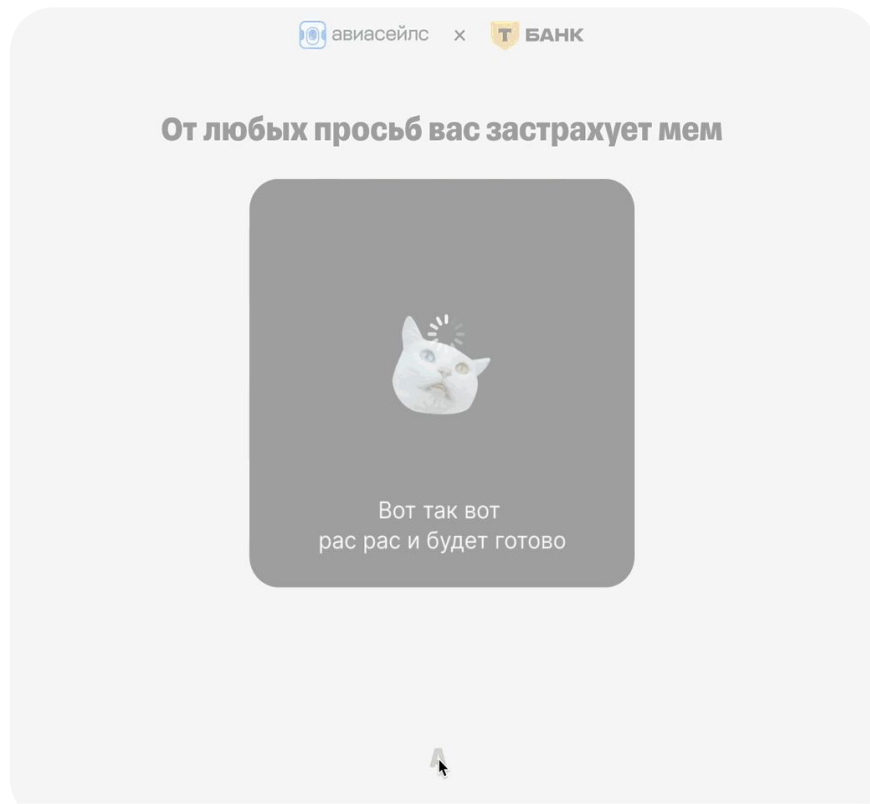 авиасейлс x Т БАНК
От любых просьб вас застрахует мем
Вот так вот
рас рас и будет готово
А